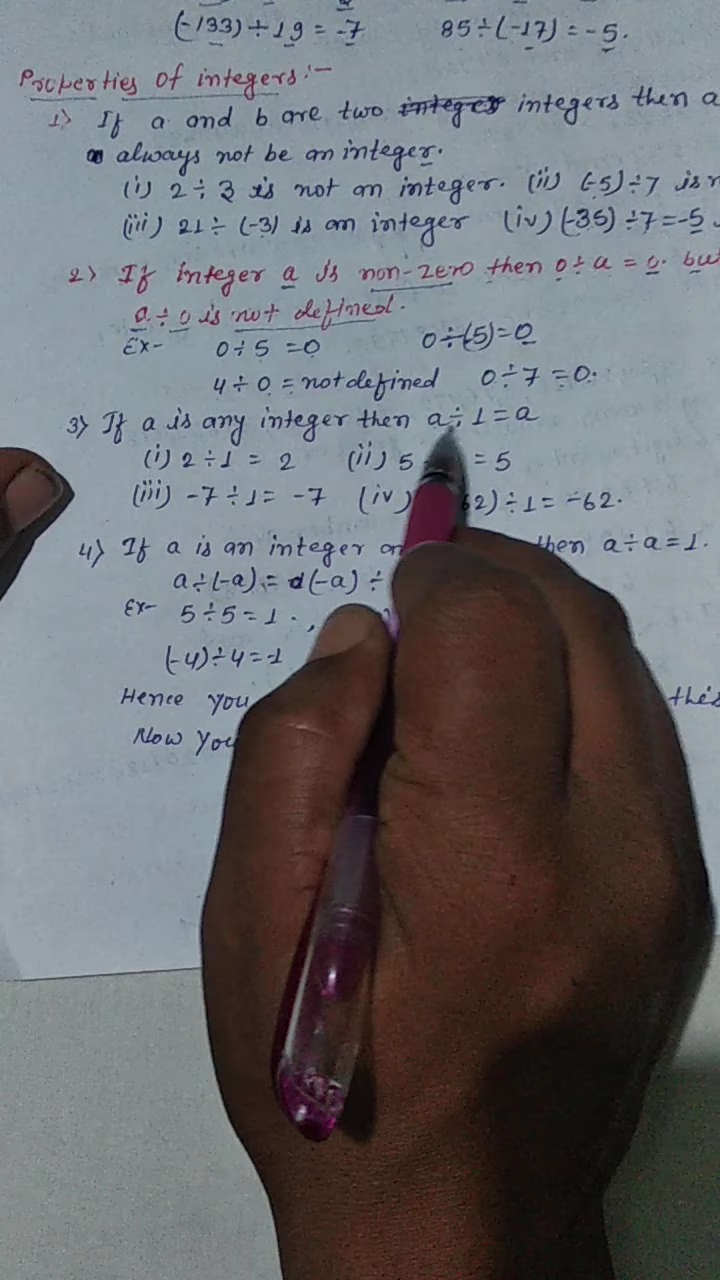 (-133) ÷ 19 = -7 85 ÷ (-17) = -5.
Properties of integers:-
1) If a and b are two integers then a
always not be an integer.
(i) 2 ÷ 3 is not an integer. (ii) (-5) ÷ 7 is
(iii) 21 ÷ (-3) is an integer (iv) (-35) ÷ 7 = -5
2) If integer a is non-zero then 0 ÷ a = 0. but
a ÷ 0 is not defined.
Ex- 0 ÷ 5 = 0 0 ÷ (-5) = 0
4 ÷ 0 = not defined 0 ÷ 7 = 0.
3) If a is any integer then a ÷ 1 = a
(i) 2 ÷ 1 = 2 (ii) 5 = 5
(iii) -7 ÷ 1 = -7 (iv) 62) ÷ 1 = -62.
4) If a is an integer then a ÷ a = 1.
a ÷ (-a) = (-a) ÷
Ex- 5 ÷ 5 = 1 . ,
(-4) ÷ 4 = -1
Hence you
Now you